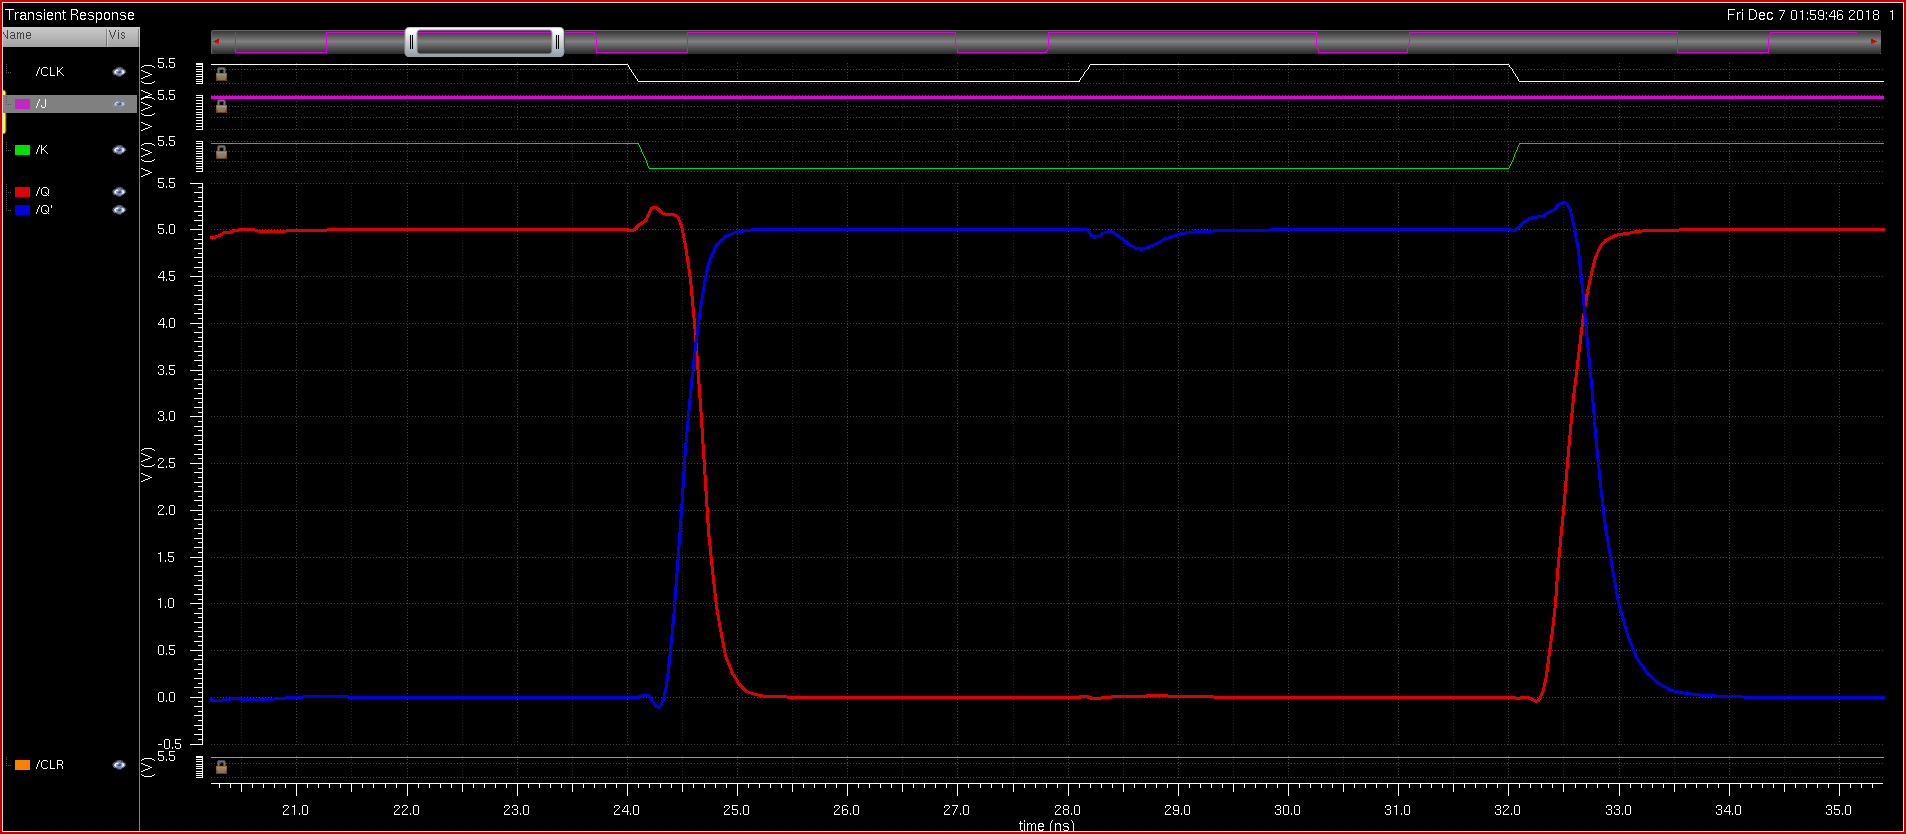 Transient Response
Fri Dec 7 01:59:46 2018 1
Name Vis
/CLK
5.5
V (V)
/J
5.5
V (V)
/K
5.5
V (V)
/Q
/Q'
5.5
5.0
4.5
4.0
3.5
3.0
V (V)
2.5
2.0
1.5
1.0
0.5
0.0
-0.5
/CLR
5.5
(V)
21.0 22.0 23.0 24.0 25.0 26.0 27.0 28.0 29.0 30.0 31.0 32.0 33.0 34.0 35.0
time (ns)